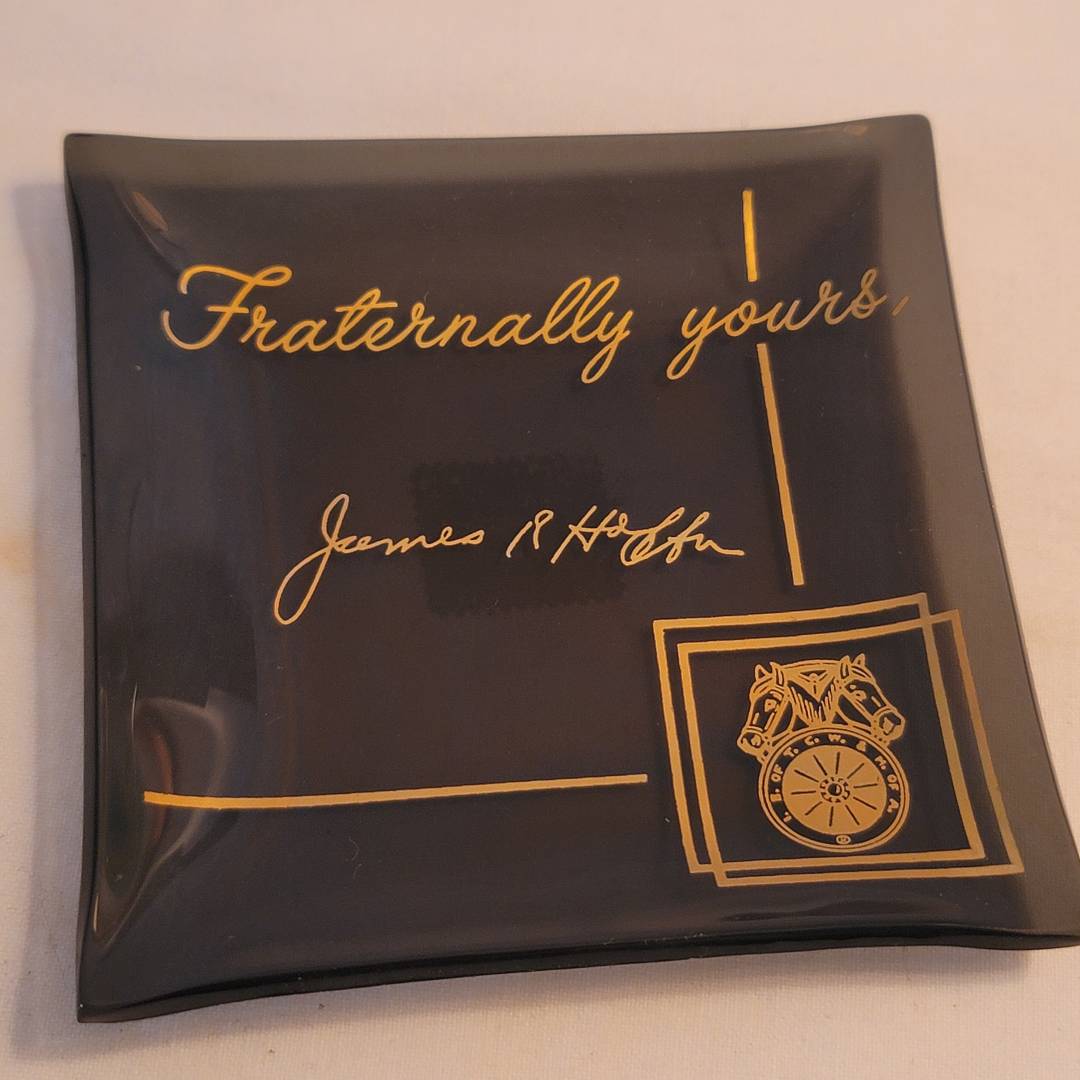 Fraternally yours,
James R Hoffa
I. B. OF T. C. W. & H. OF A.